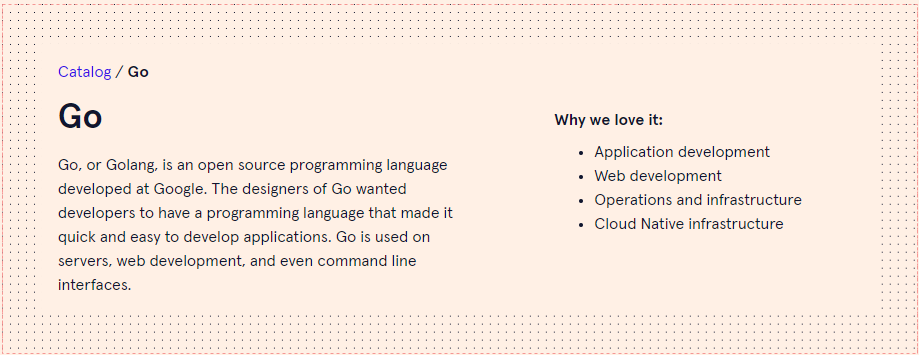 Catalog / Go
Go
Go, or Golang, is an open source programming language
developed at Google. The designers of Go wanted
developers to have a programming language that made it
quick and easy to develop applications. Go is used on
servers, web development, and even command line
interfaces.
Why we love it:
• Application development
• Web development
• Operations and infrastructure
• Cloud Native infrastructure